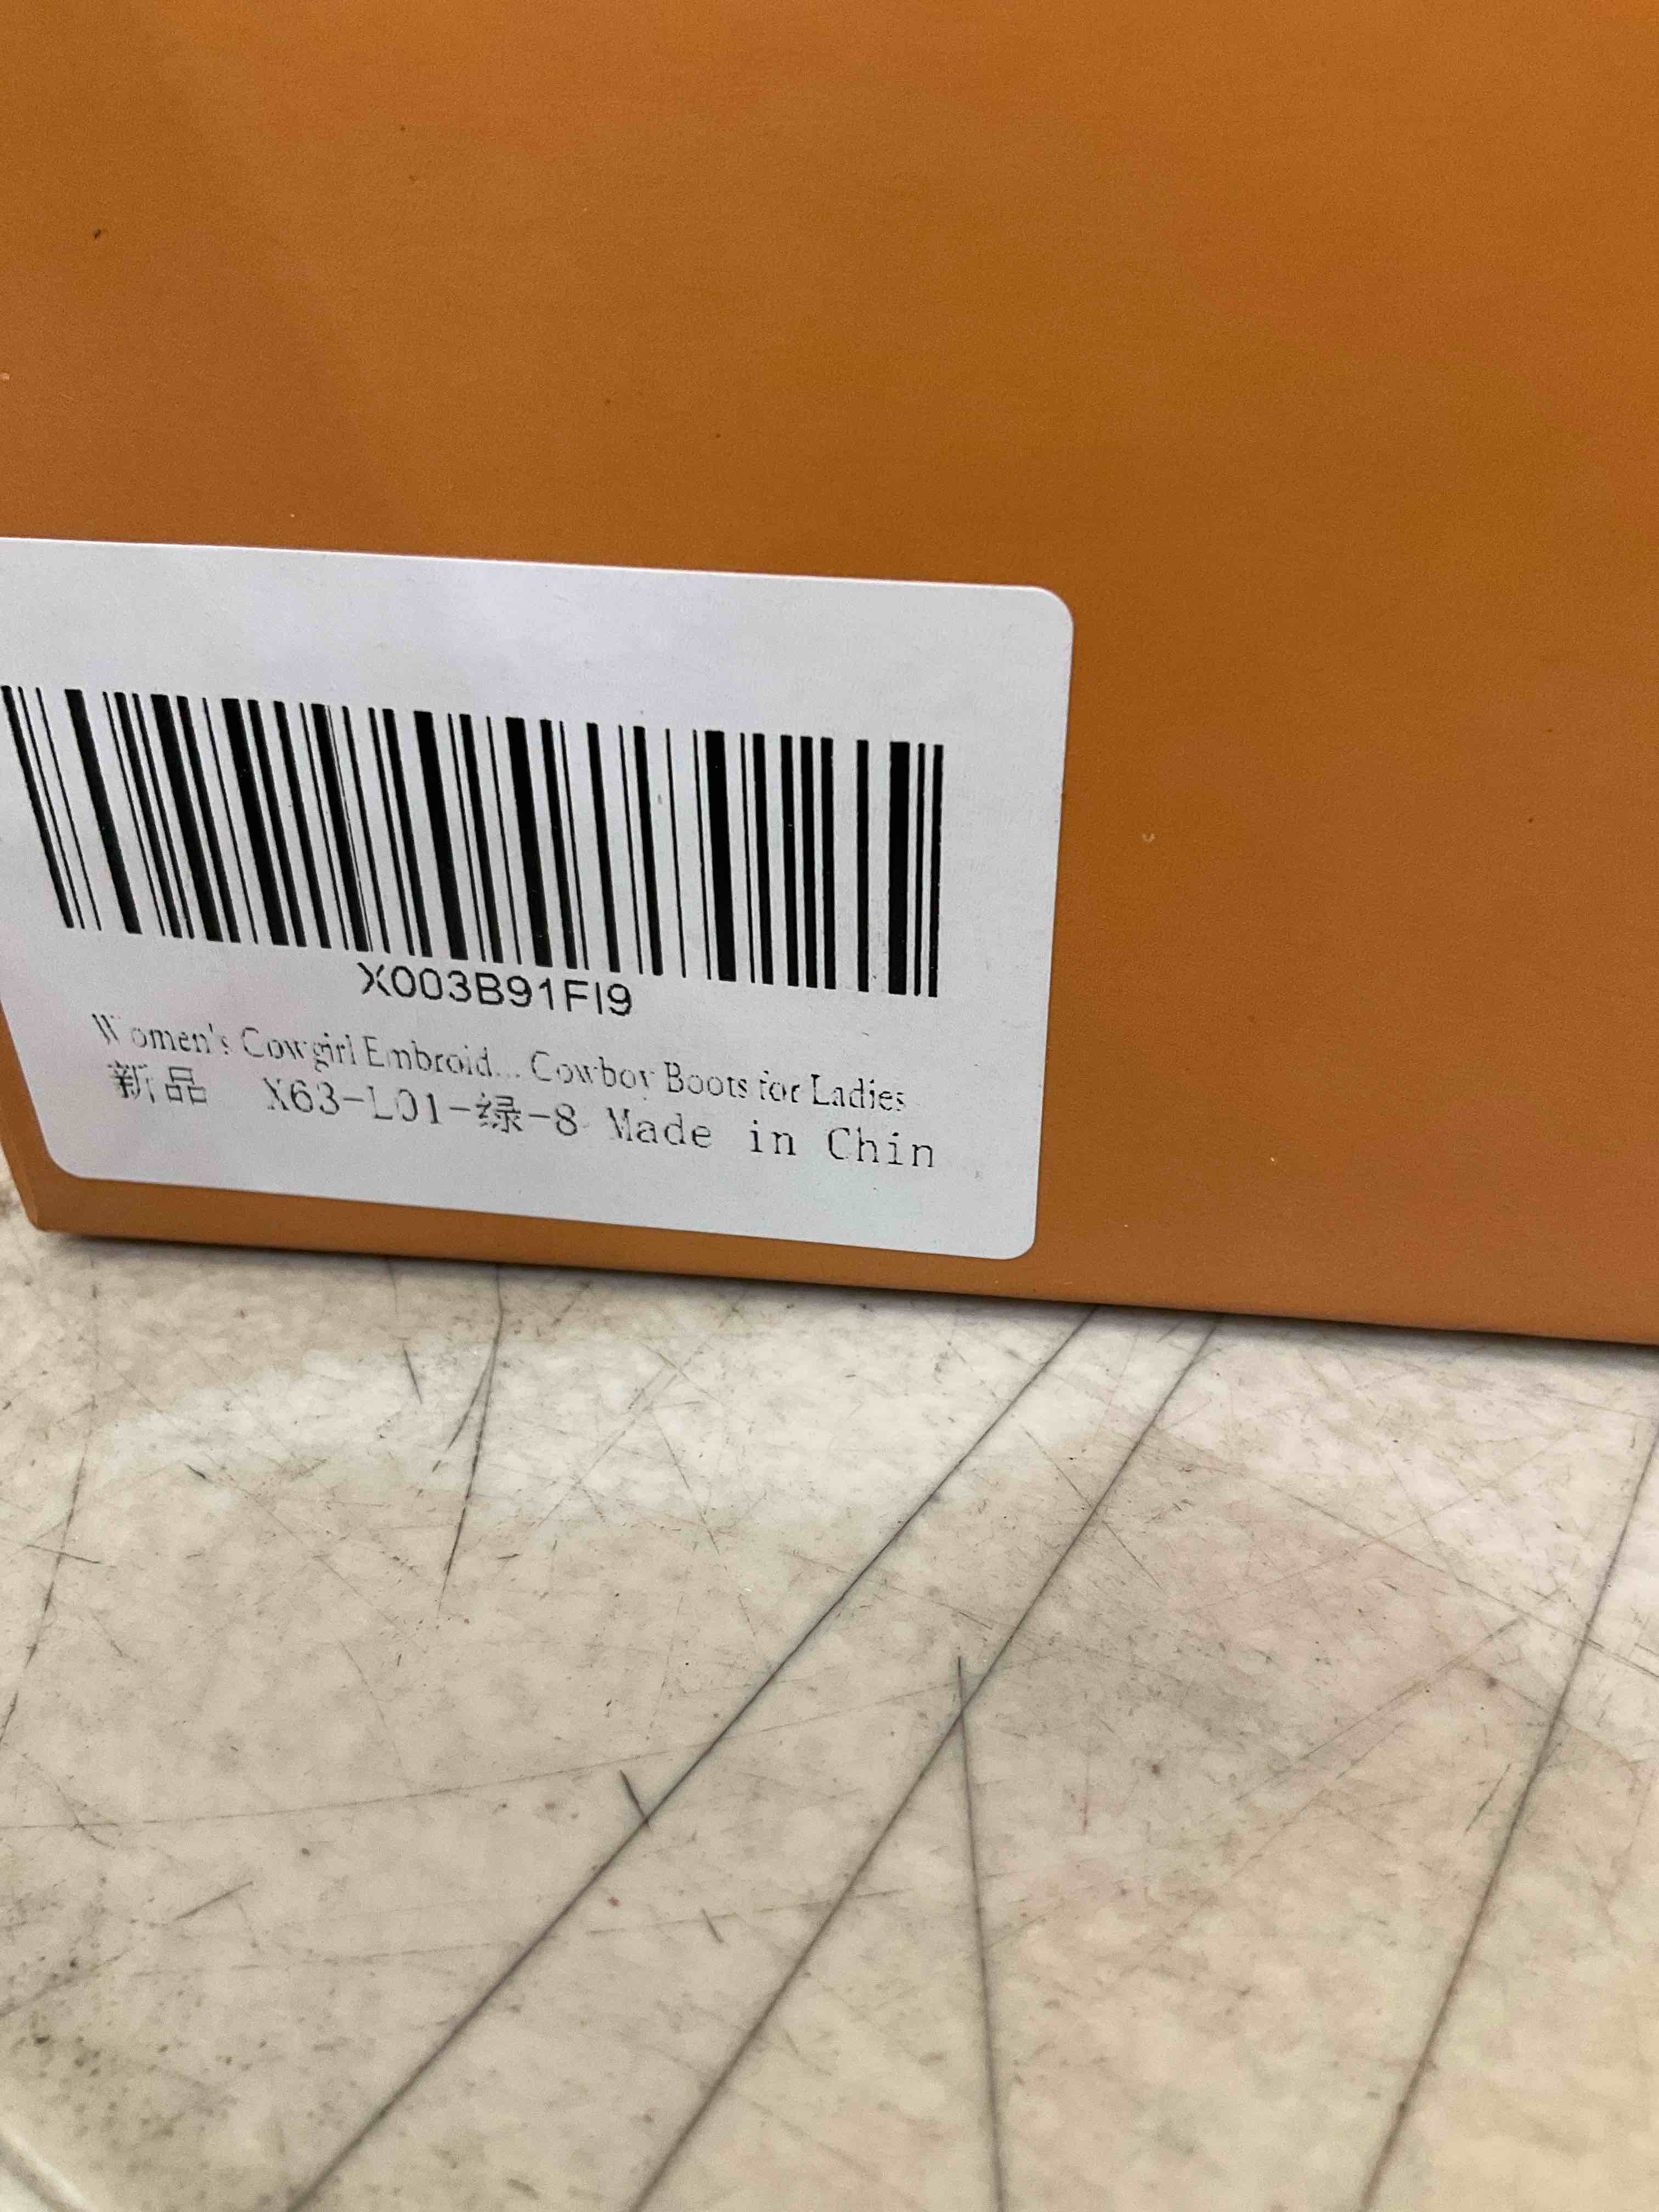 X003B91FI9
Women's Cowgirl Embroid... Cowboy Boots for Ladies
新品 X63-L01-绿-8 Made in Chin